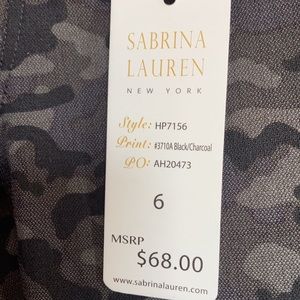 SABRINA
LAUREN
NEW YORK
Style: HP7156
Print: #3710A Black/Charcoal
PO: AH20473
6
MSRP
$68.00
www.sabrinalauren.com